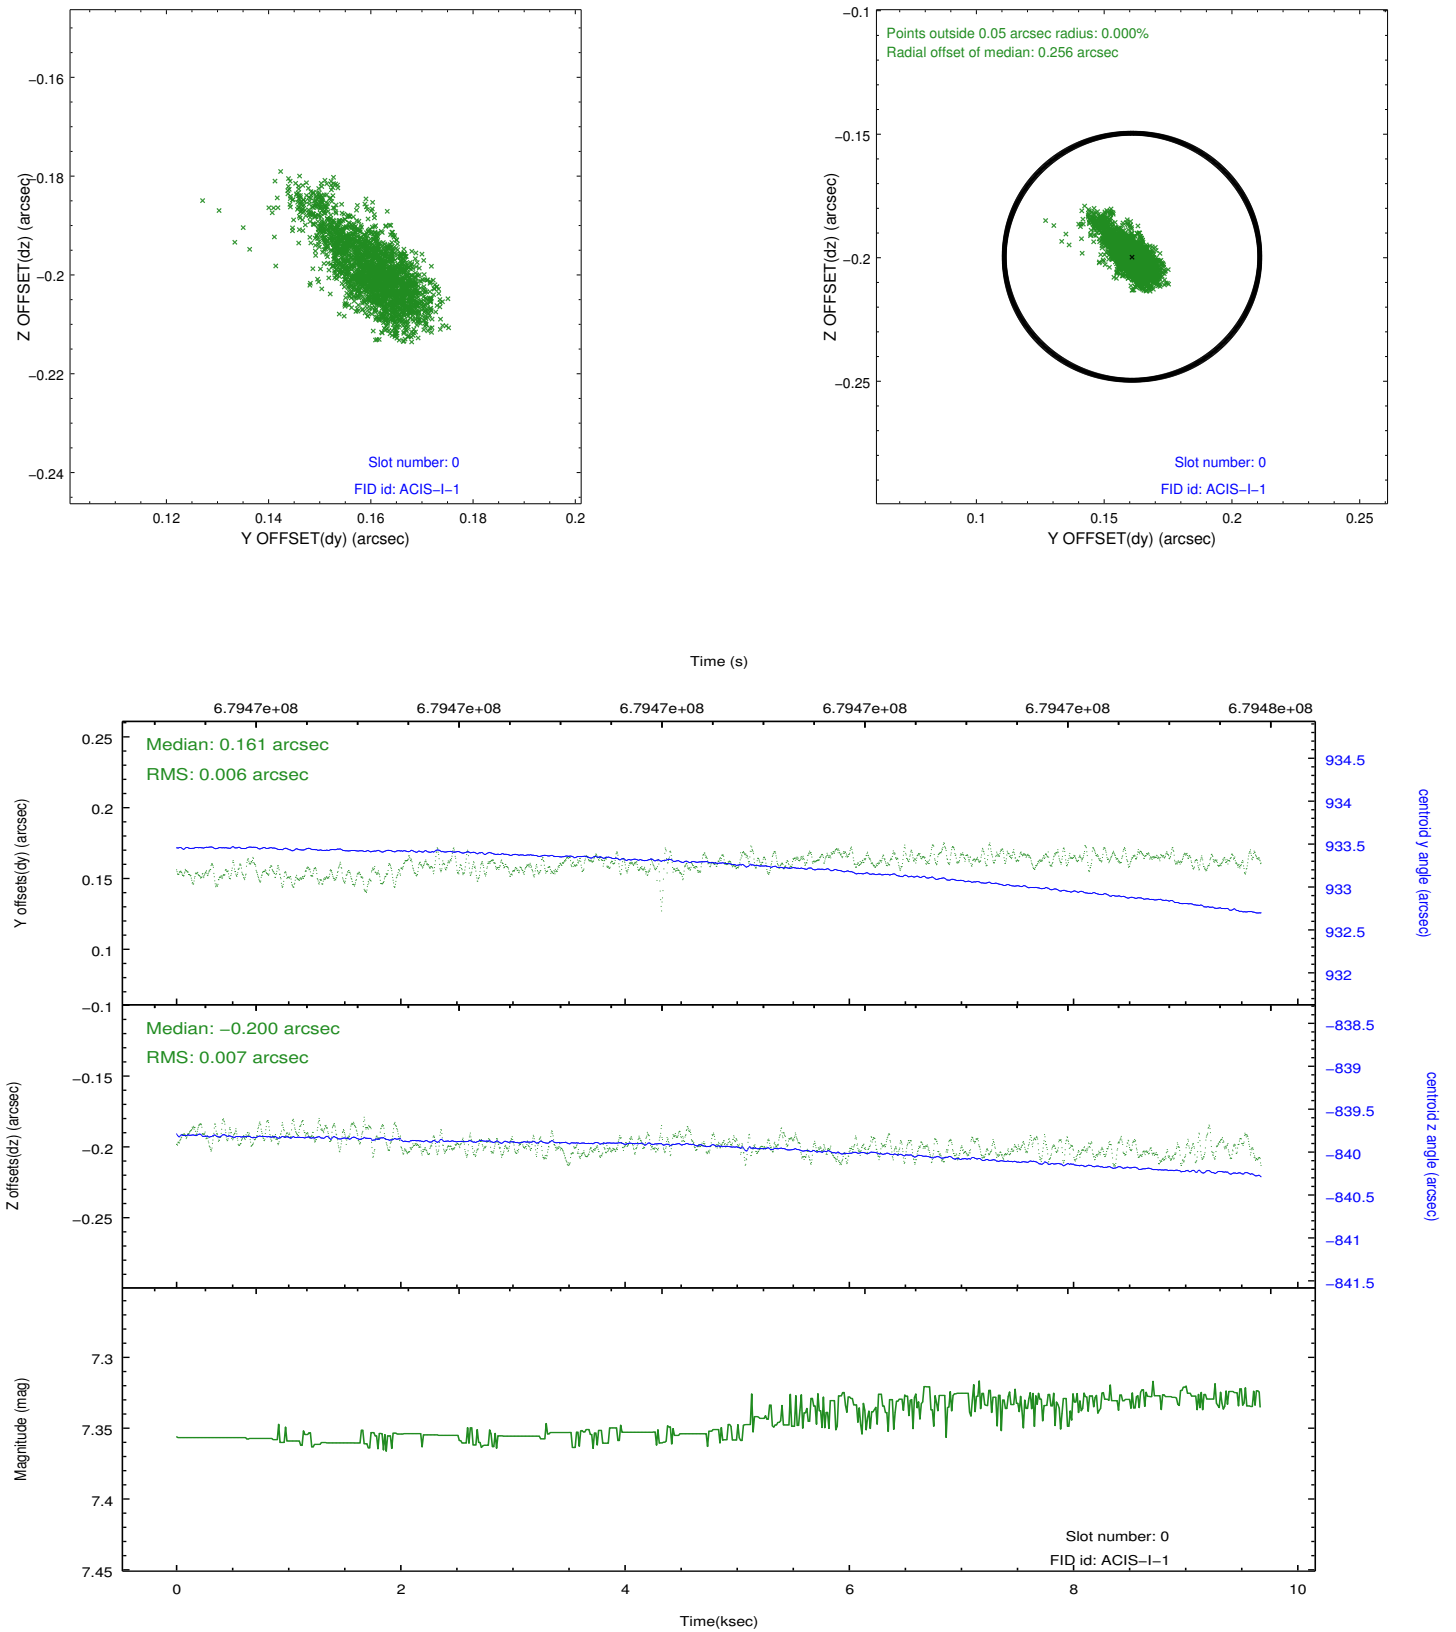 −0.16
−0.18
−0.2
−0.22
−0.24
Z OFFSET(dz) (arcsec)
Slot number: 0
FID id: ACIS−I−1
0.12
0.14
0.16
0.18
0.2
Y OFFSET(dy) (arcsec)
−0.1
−0.15
−0.2
−0.25
Z OFFSET(dz) (arcsec)
Points outside 0.05 arcsec radius: 0.000%
Radial offset of median: 0.256 arcsec
Slot number: 0
FID id: ACIS−I−1
0.1
0.15
0.2
0.25
Y OFFSET(dy) (arcsec)
Time (s)
6.7947e+08
6.7947e+08
6.7947e+08
6.7947e+08
6.7947e+08
6.7948e+08
0.25
0.2
0.15
0.1
Y offsets(dy) (arcsec)
Median: 0.161 arcsec
RMS: 0.006 arcsec
934.5
934
933.5
933
932.5
932
centroid y angle (arcsec)
−0.1
−0.15
−0.2
−0.25
Z offsets(dz) (arcsec)
Median: −0.200 arcsec
RMS: 0.007 arcsec
−838.5
−839
−839.5
−840
−840.5
−841
−841.5
centroid z angle (arcsec)
7.3
7.35
7.4
7.45
Magnitude (mag)
Slot number: 0
FID id: ACIS−I−1
0
2
4
6
8
10
Time(ksec)